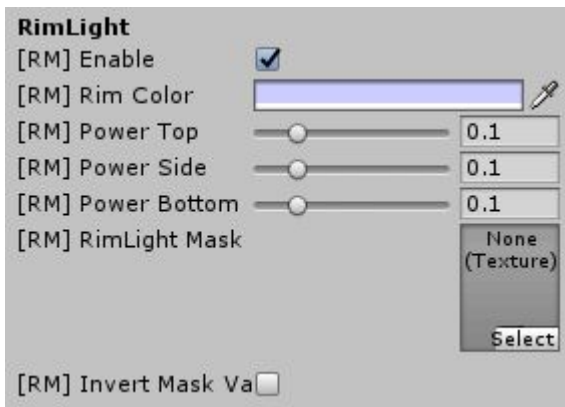 RimLight
[RM] Enable
[RM] Rim Color
[RM] Power Top 0.1
[RM] Power Side 0.1
[RM] Power Bottom 0.1
[RM] RimLight Mask
None
(Texture)
Select
[RM] Invert Mask Va